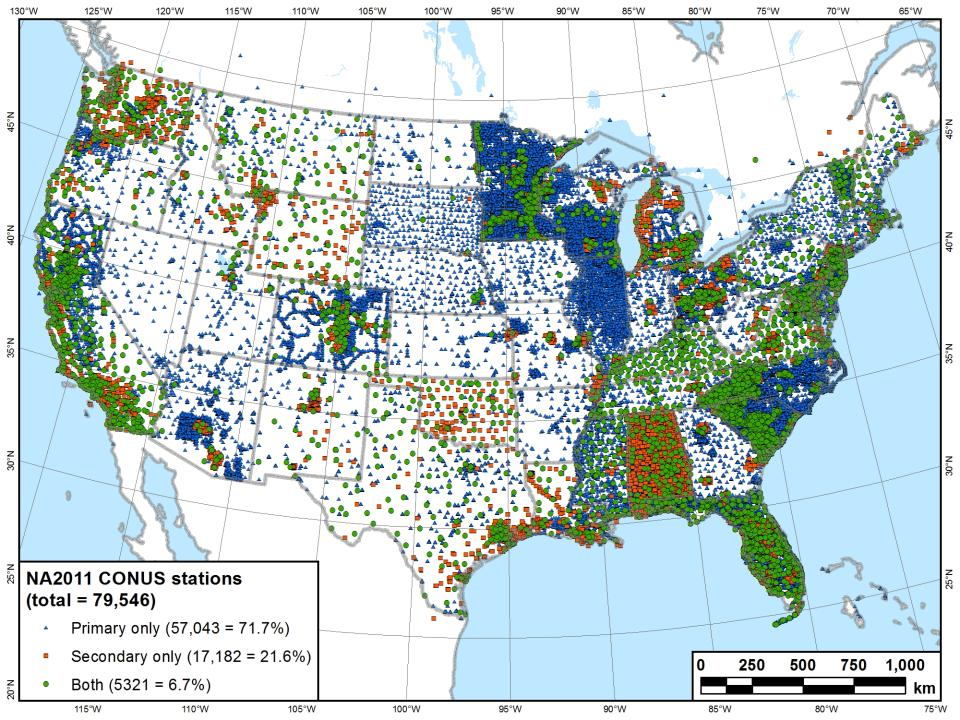 130°W 125°W 120°W 115°W 110°W 105°W 100°W 95°W 90°W 85°W 80°W 75°W 70°W 65°W
45°N 45°N
40°N 40°N
35°N 35°N
30°N 30°N
25°N 25°N
20°N
NA2011 CONUS stations
(total = 79,546)
Primary only (57,043 = 71.7%)
Secondary only (17,182 = 21.6%)
Both (5321 = 6.7%)
0 250 500 750 1,000
km
115°W 110°W 105°W 100°W 95°W 90°W 85°W 80°W 75°W